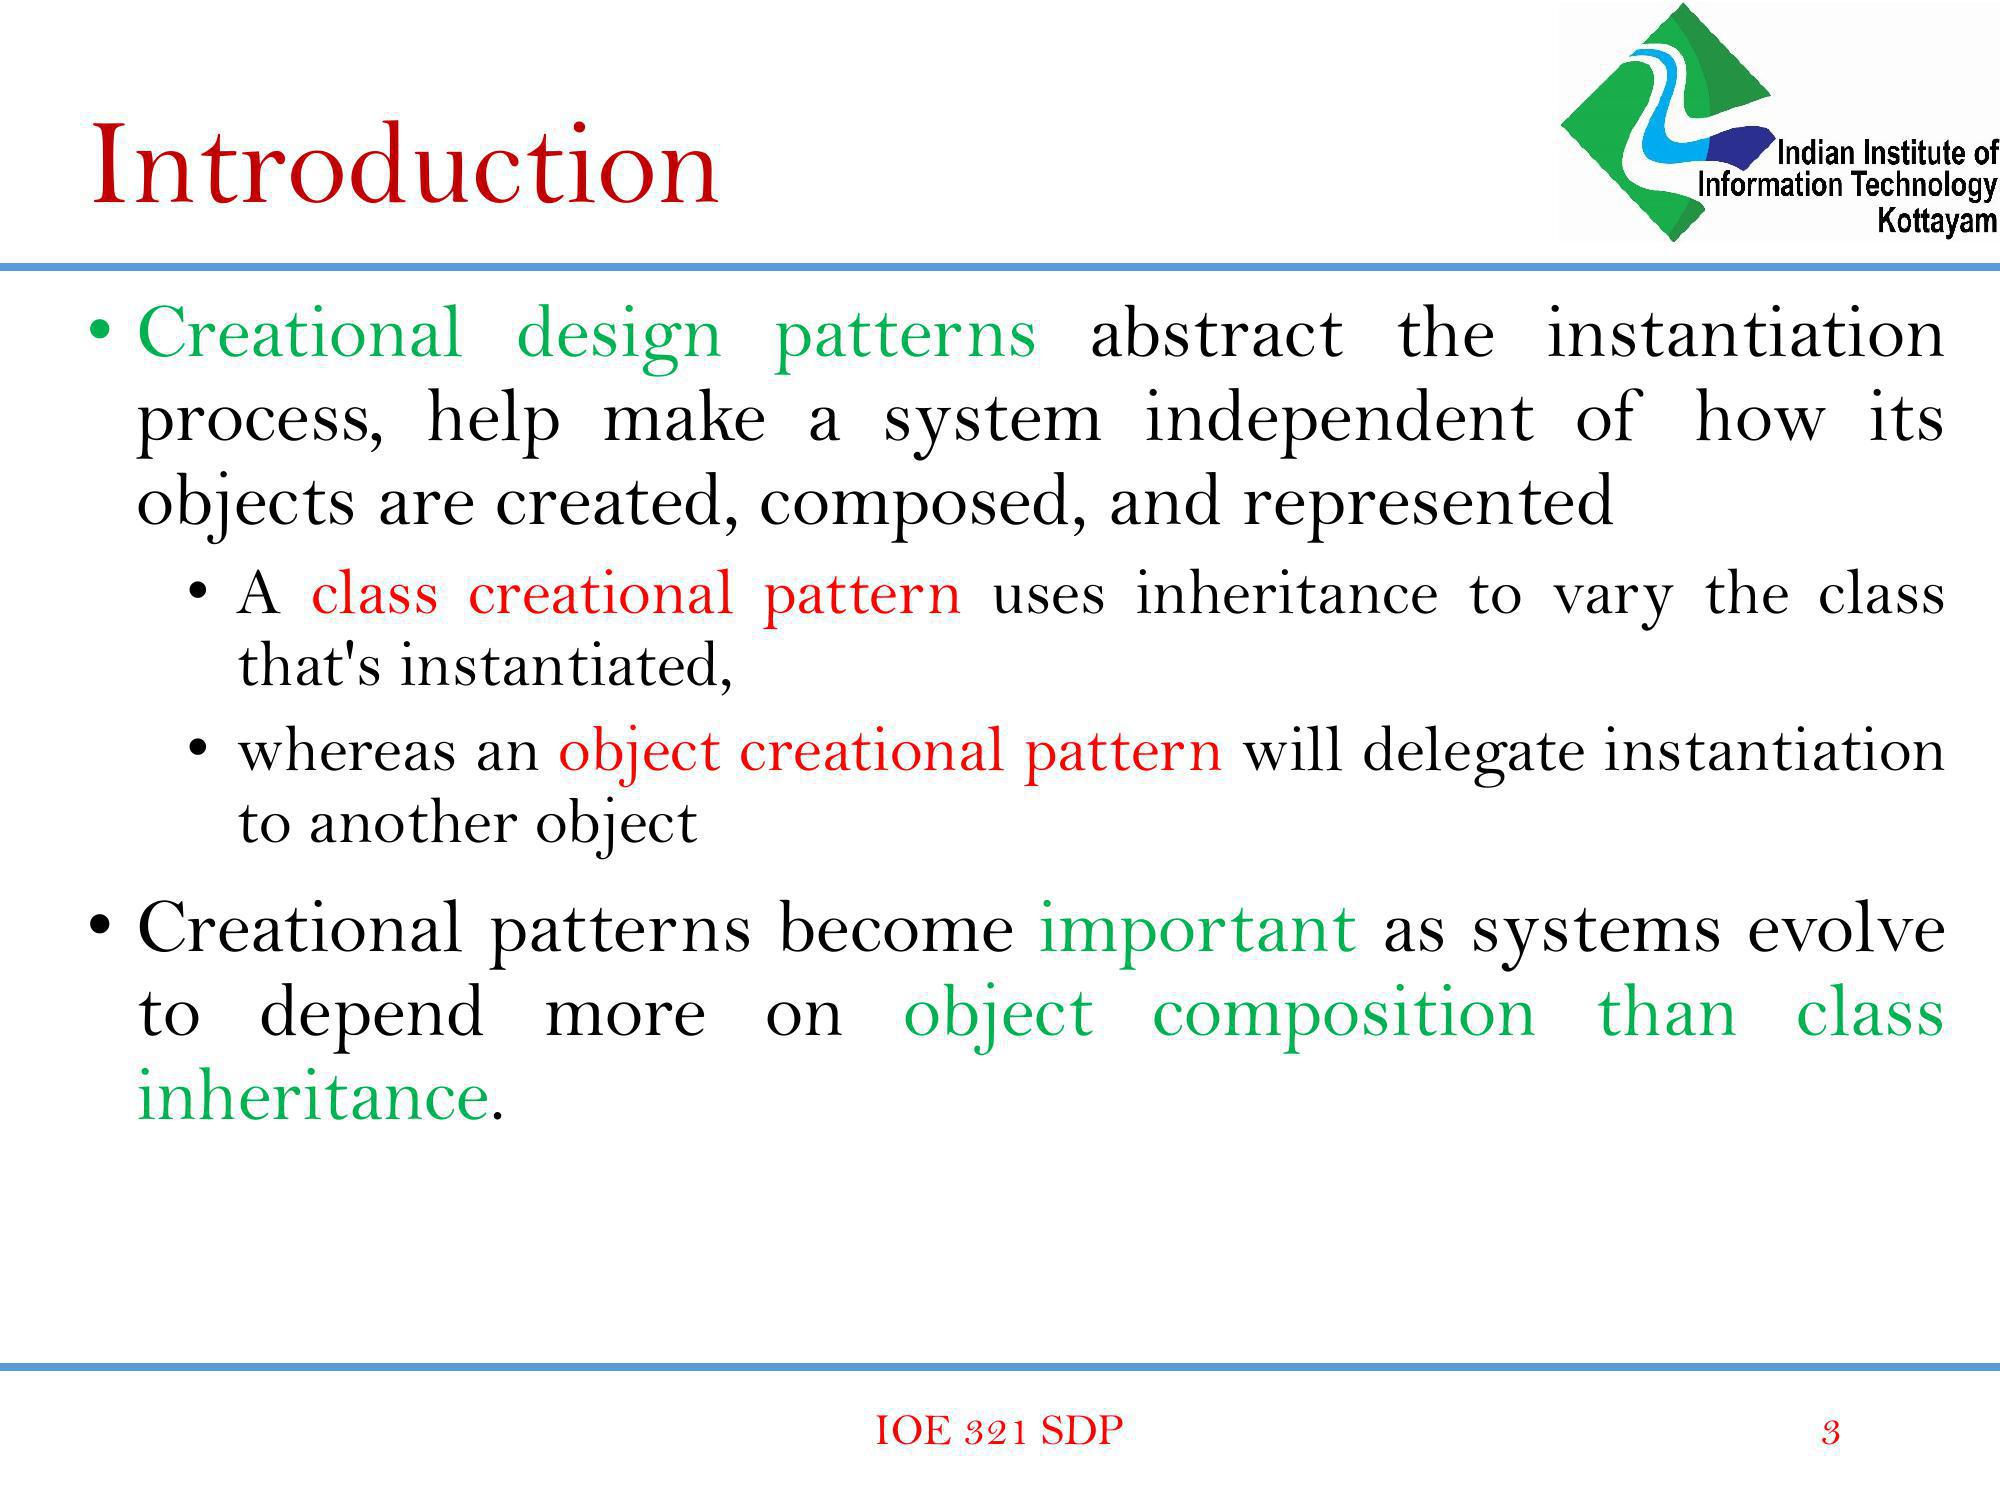 Introduction
Indian Institute of
Information Technology
Kottayam
• Creational design patterns abstract the instantiation
process, help make a system independent of how its
objects are created, composed, and represented
• A class creational pattern uses inheritance to vary the class
that's instantiated,
• whereas an object creational pattern will delegate instantiation
to another object
• Creational patterns become important as systems evolve
to depend more on object composition than class
inheritance.
IOE 321 SDP
3